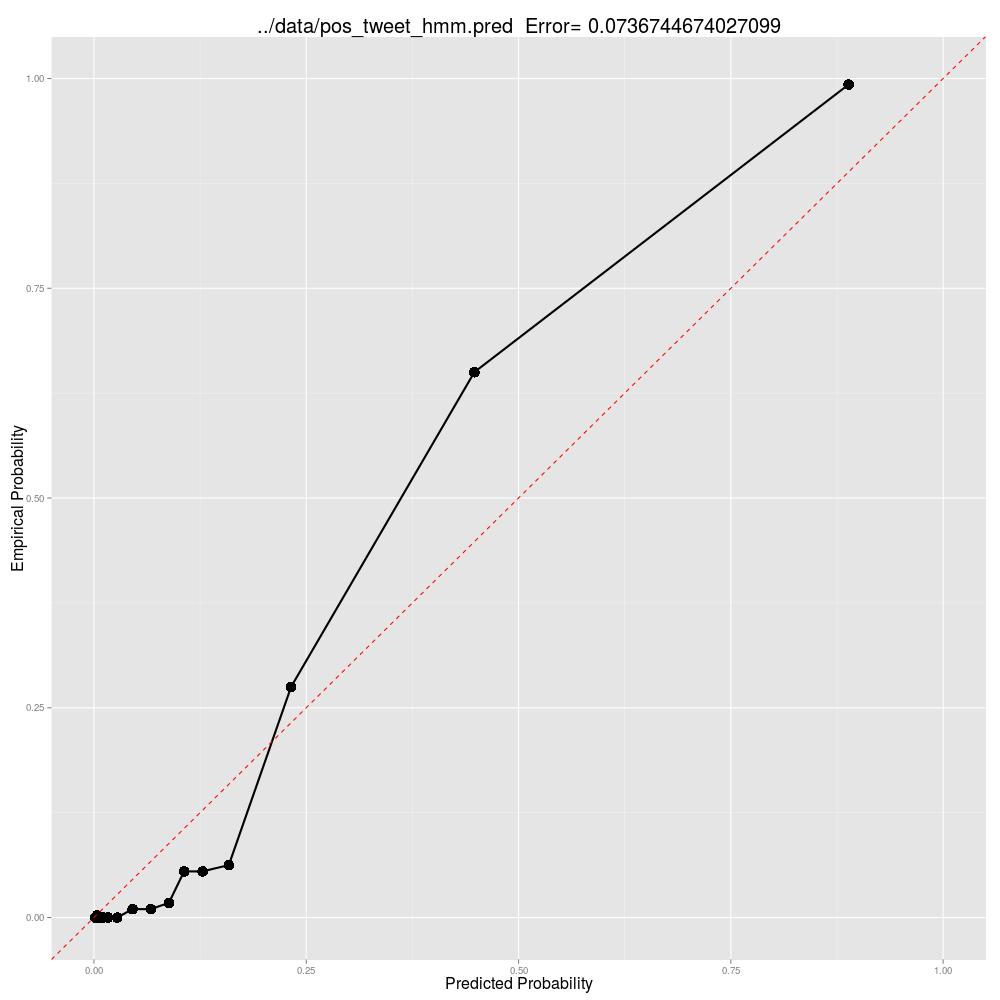 ../data/pos_tweet_hmm.pred  Error= 0.0736744674027099
1.00
0.75
0.50
0.25
0.00
Empirical Probability
0.00 0.25 0.50 0.75 1.00
Predicted Probability